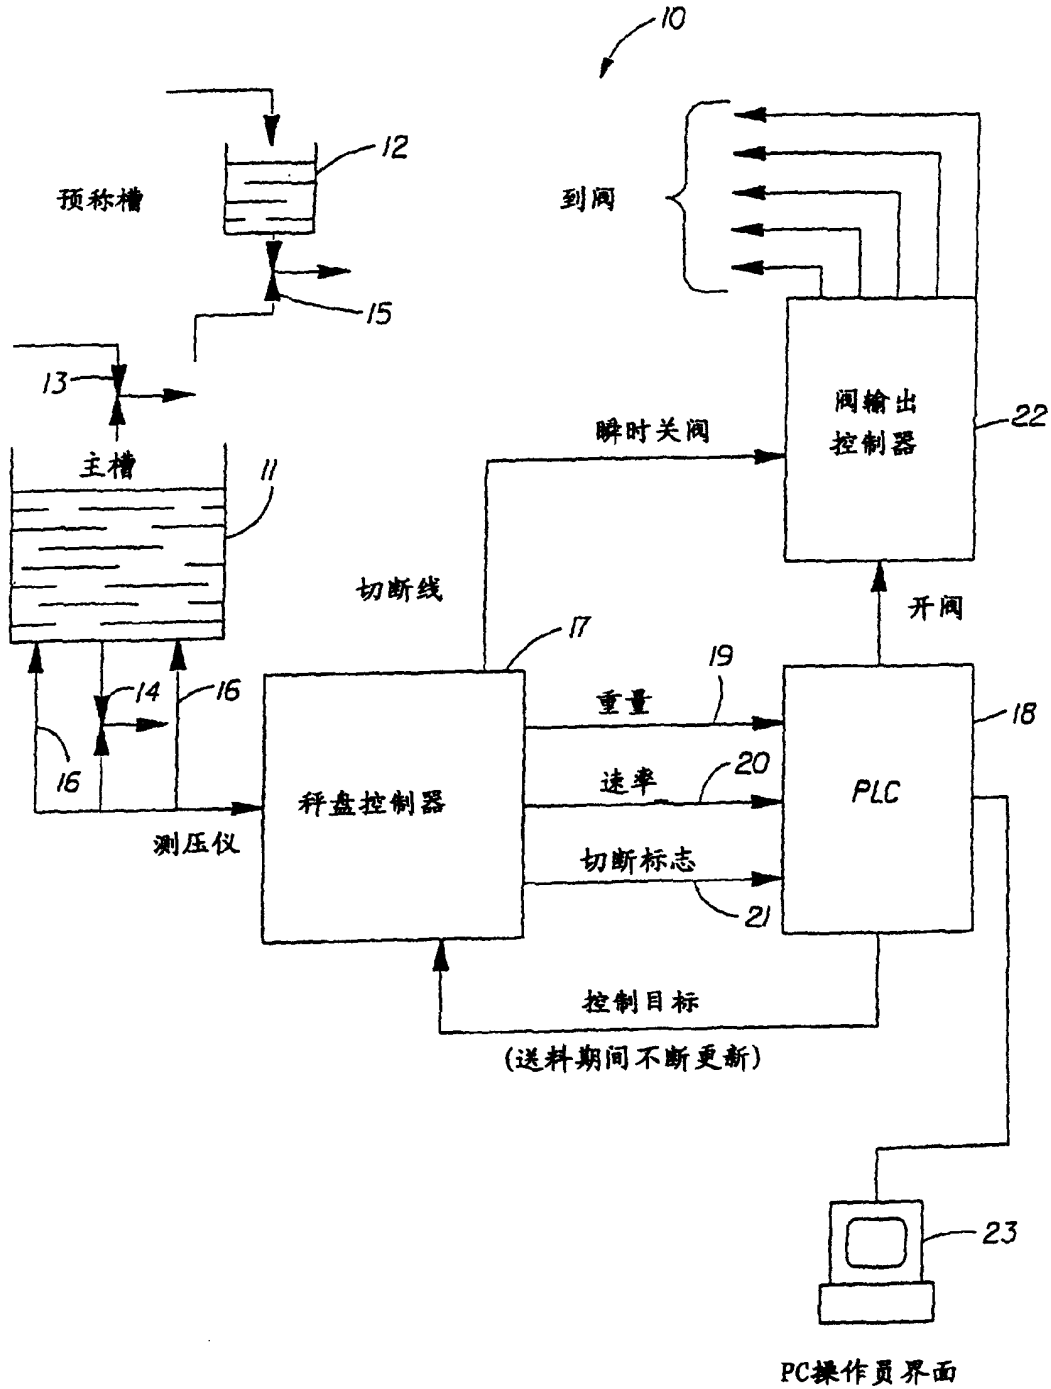 10
12
预称槽
到阀
15
13
阀输出
控制器
22
瞬时关阀
主槽
11
切断线
开阀
17
14
16
重量
19
18
16
速率
20
PLC
秤盘控制器
测压仪
切断标志
21
控制目标
(送料期间不断更新)
23
PC操作员界面